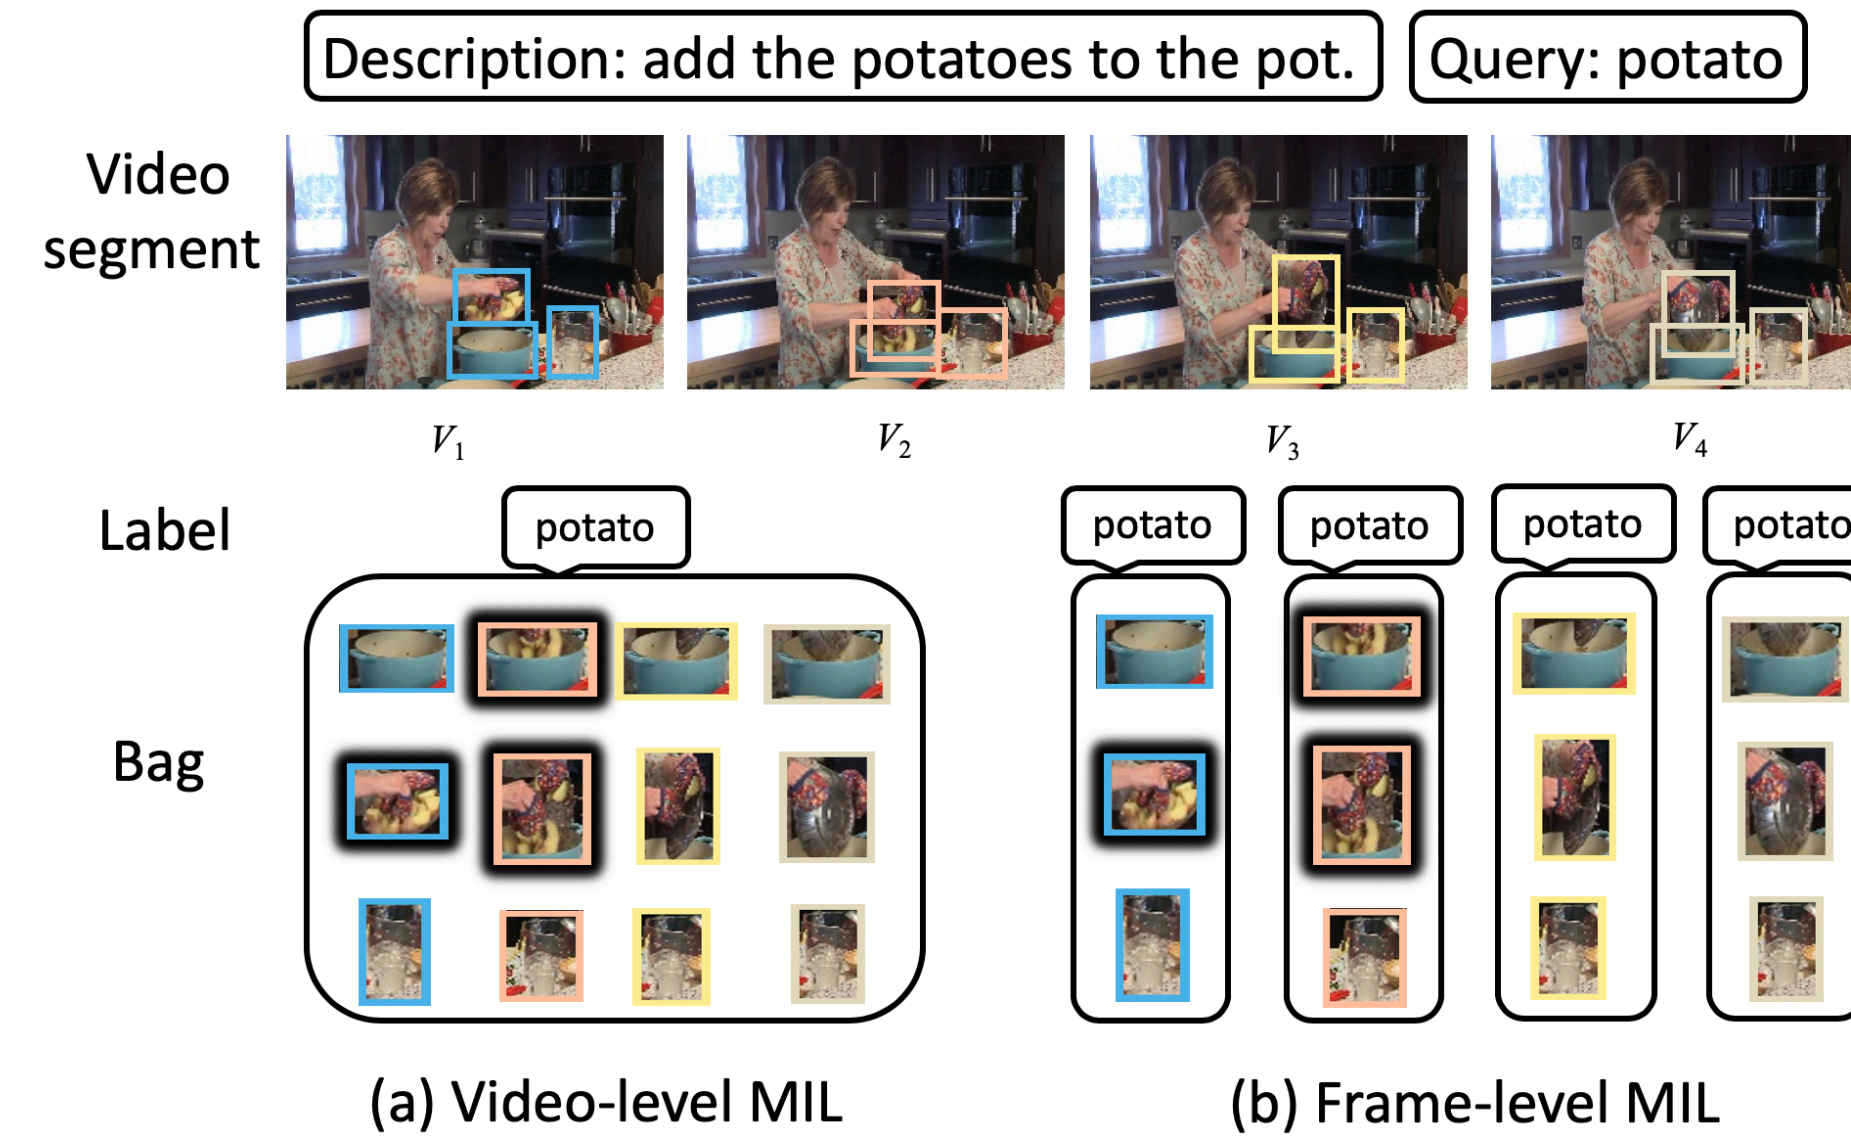 Description: add the potatoes to the pot.
Query: potato
Video
segment
V1
V2
V3
V4
Label
potato
potato
potato
potato
potato
Bag
(a) Video-level MIL
(b) Frame-level MIL